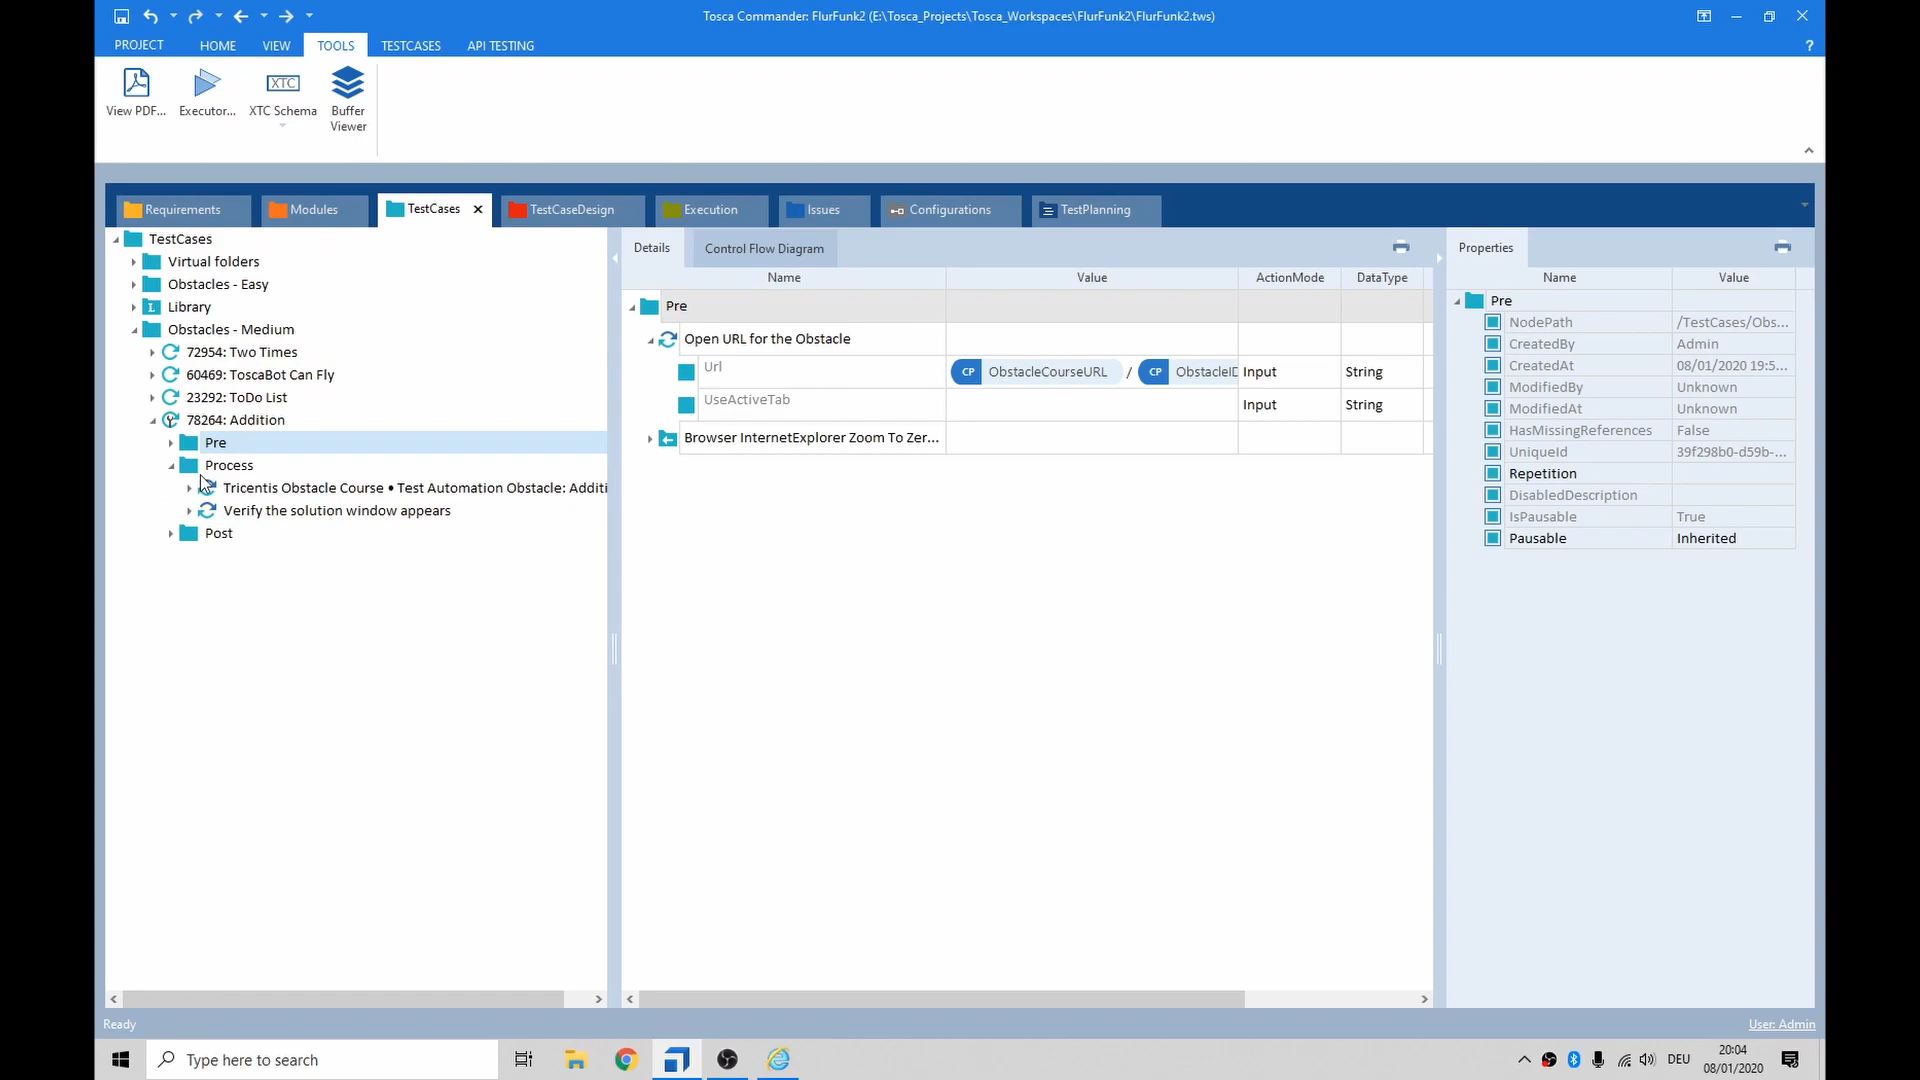 Tosca Commander: FlurFunk2 (E:\Tosca_Projects\Tosca_Workspaces\FlurFunk2\FlurFunk2.tws)
PROJECT HOME VIEW TOOLS TESTCASES API TESTING ?
XTC
View PDF... Executor... XTC Schema Buffer Viewer
Requirements Modules TestCases TestCaseDesign Execution Issues Configurations TestPlanning
TestCases
Virtual folders
Obstacles - Easy
L Library
Obstacles - Medium
72954: Two Times
60469: ToscaBot Can Fly
23292: ToDo List
78264: Addition
Pre
Process
Tricentis Obstacle Course • Test Automation Obstacle: Additi
Verify the solution window appears
Post
Details Control Flow Diagram
Name Value ActionMode DataType
Pre
Open URL for the Obstacle
Url CP ObstacleCourseURL / CP ObstacleID Input String
UseActiveTab Input String
Browser InternetExplorer Zoom To Zer...
Properties
Name Value
Pre
NodePath /TestCases/Obs...
CreatedBy Admin
CreatedAt 08/01/2020 19:5...
ModifiedBy Unknown
ModifiedAt Unknown
HasMissingReferences False
UniqueId 39f298b0-d59b-...
Repetition
DisabledDescription
IsPausable True
Pausable Inherited
Ready User: Admin
Type here to search DEU 20:04
08/01/2020